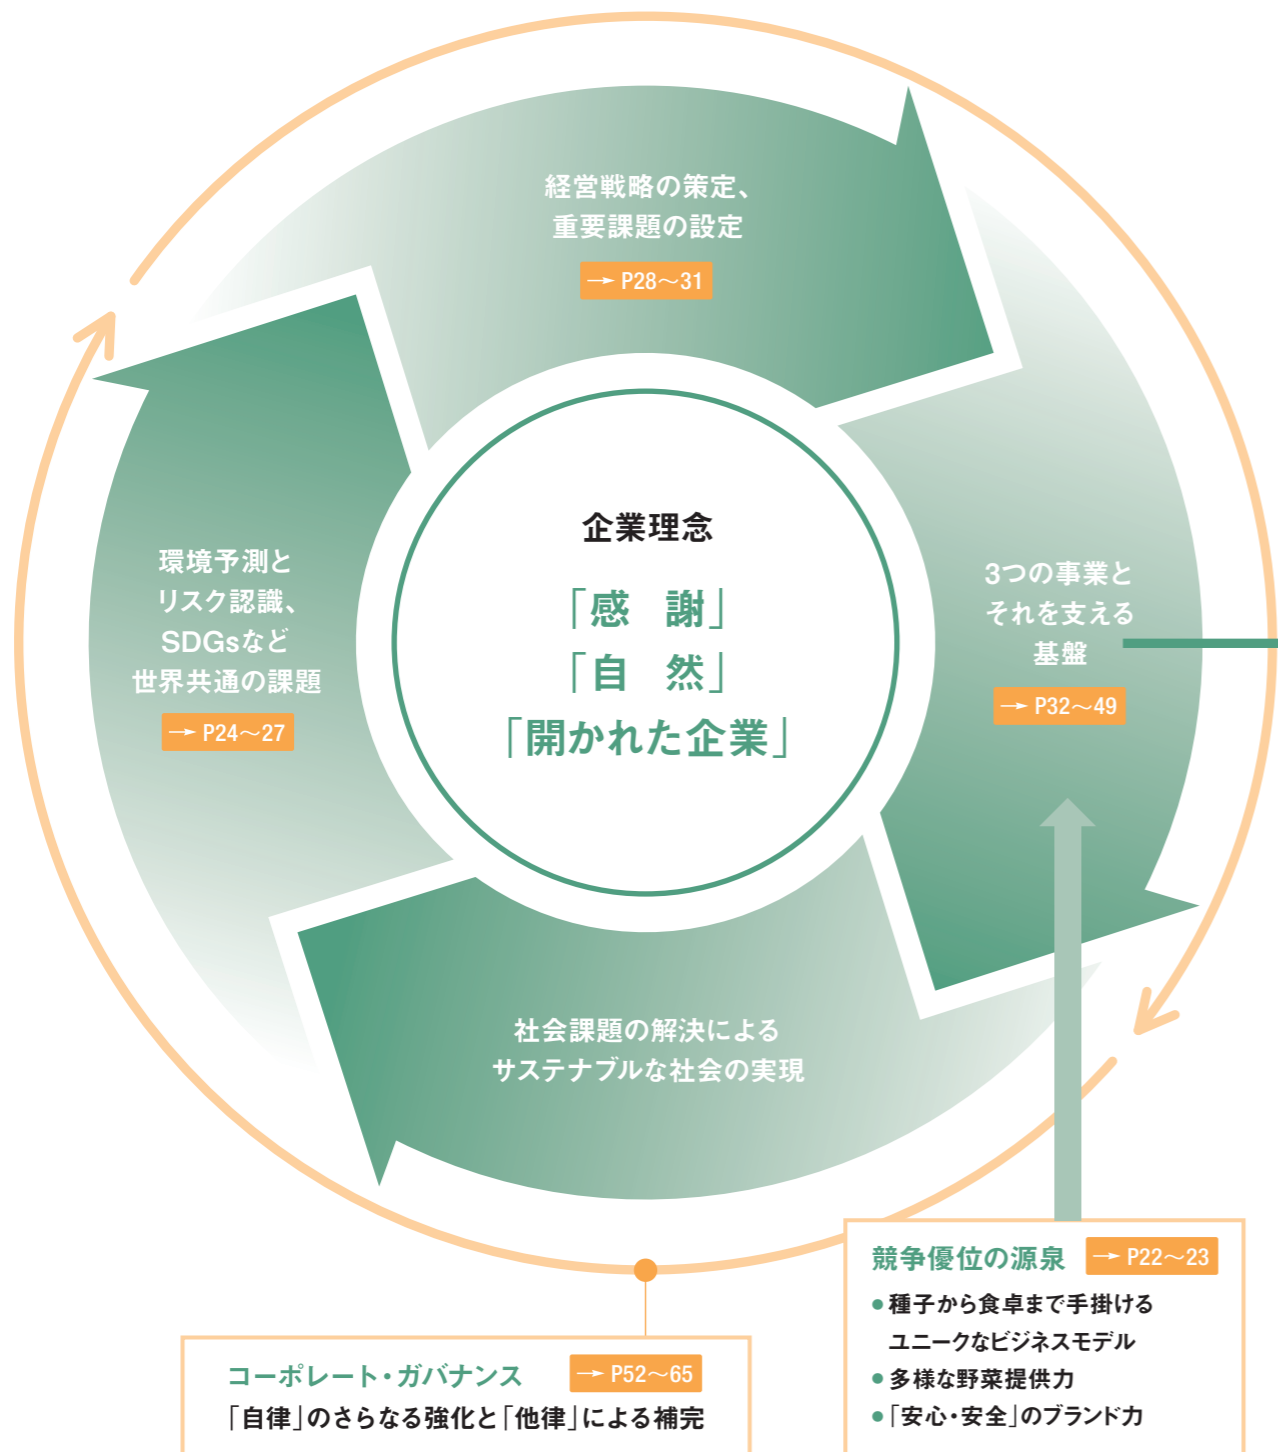 経営戦略の策定、
重要課題の設定
→ P28〜31
環境予測と
リスク認識、
SDGsなど
世界共通の課題
→ P24〜27
企業理念
「感 謝」
「自 然」
「開かれた企業」
3つの事業と
それを支える
基盤
→ P32〜49
社会課題の解決による
サステナブルな社会の実現
競争優位の源泉 → P22〜23
● 種子から食卓まで手掛ける
ユニークなビジネスモデル
● 多様な野菜提供力
● 「安心・安全」のブランド力
コーポレート・ガバナンス → P52〜65
「自律」のさらなる強化と「他律」による補完